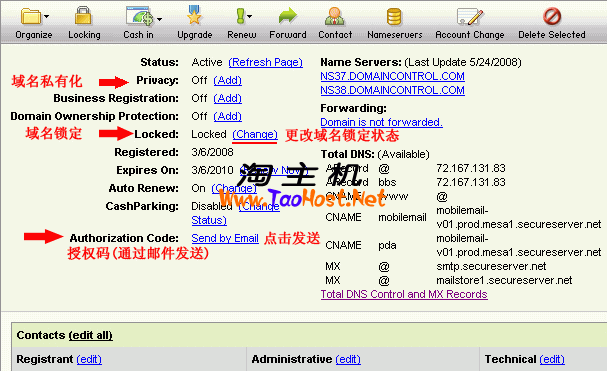 Organize Locking Cash in Upgrade Renew Forward Contact Nameservers Account Change Delete Selected
Status: Active (Refresh Page)
域名私有化 Privacy: Off (Add)
Business Registration: Off (Add)
Domain Ownership Protection: Off (Add)
域名锁定 Locked: Locked (Change) 更改域名锁定状态
Registered: 3/6/2008
Expires On: 3/6/2010 (Renew Now)
Auto Renew: On (Change)
CashParking: Disabled (Change
Status)
Authorization Code: Send by Email 点击发送
授权码(通过邮件发送)
Name Servers: (Last Update 5/24/2008)
NS37.DOMAINCONTROL.COM
NS38.DOMAINCONTROL.COM
Forwarding:
Domain is not forwarded.
Total DNS: (Available)
ARecord @ 72.167.131.83
ARecord bbs 72.167.131.83
CNAME www @
CNAME mobilemail mobilemail-
v01.prod.mesa1.secureserver.net
CNAME pda mobilemail-
v01.prod.mesa1.secureserver.net
MX @ smtp.secureserver.net
MX @ mailstore1.secureserver.net
Total DNS Control and MX Records
淘主机
Www.TaoHost.Net
Contacts (edit all)
Registrant (edit) Administrative (edit) Technical (edit)